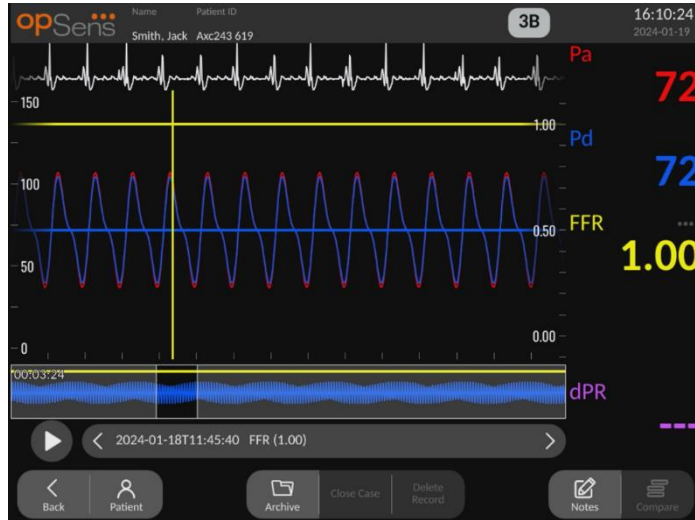 opSens
Name Patient ID
Smith, Jack Axc243 619
3B
16:10:24
2024-01-19
Pa
72
150
1.00
Pd
72
100
FFR
0.50
1.00
50
0.00
0
00:03:24
dPR
---
2024-01-18T11:45:40 FFR (1.00)
Back
Patient
Archive
Close Case
Delete
Record
Notes
Compare